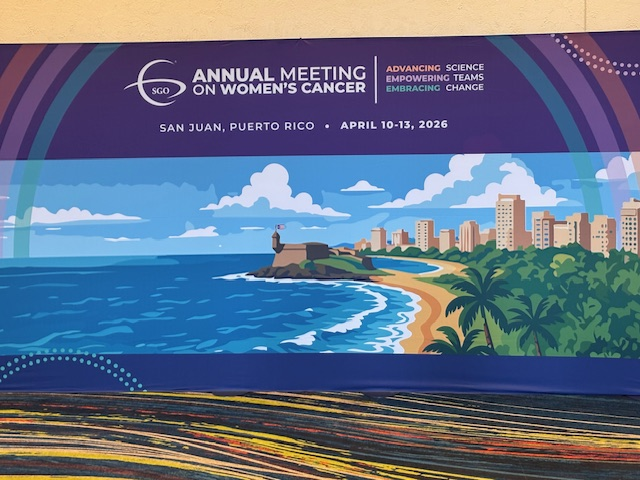 SGO
ANNUAL MEETING
ON WOMEN'S CANCER
ADVANCING SCIENCE
EMPOWERING TEAMS
EMBRACING CHANGE
SAN JUAN, PUERTO RICO • APRIL 10-13, 2026